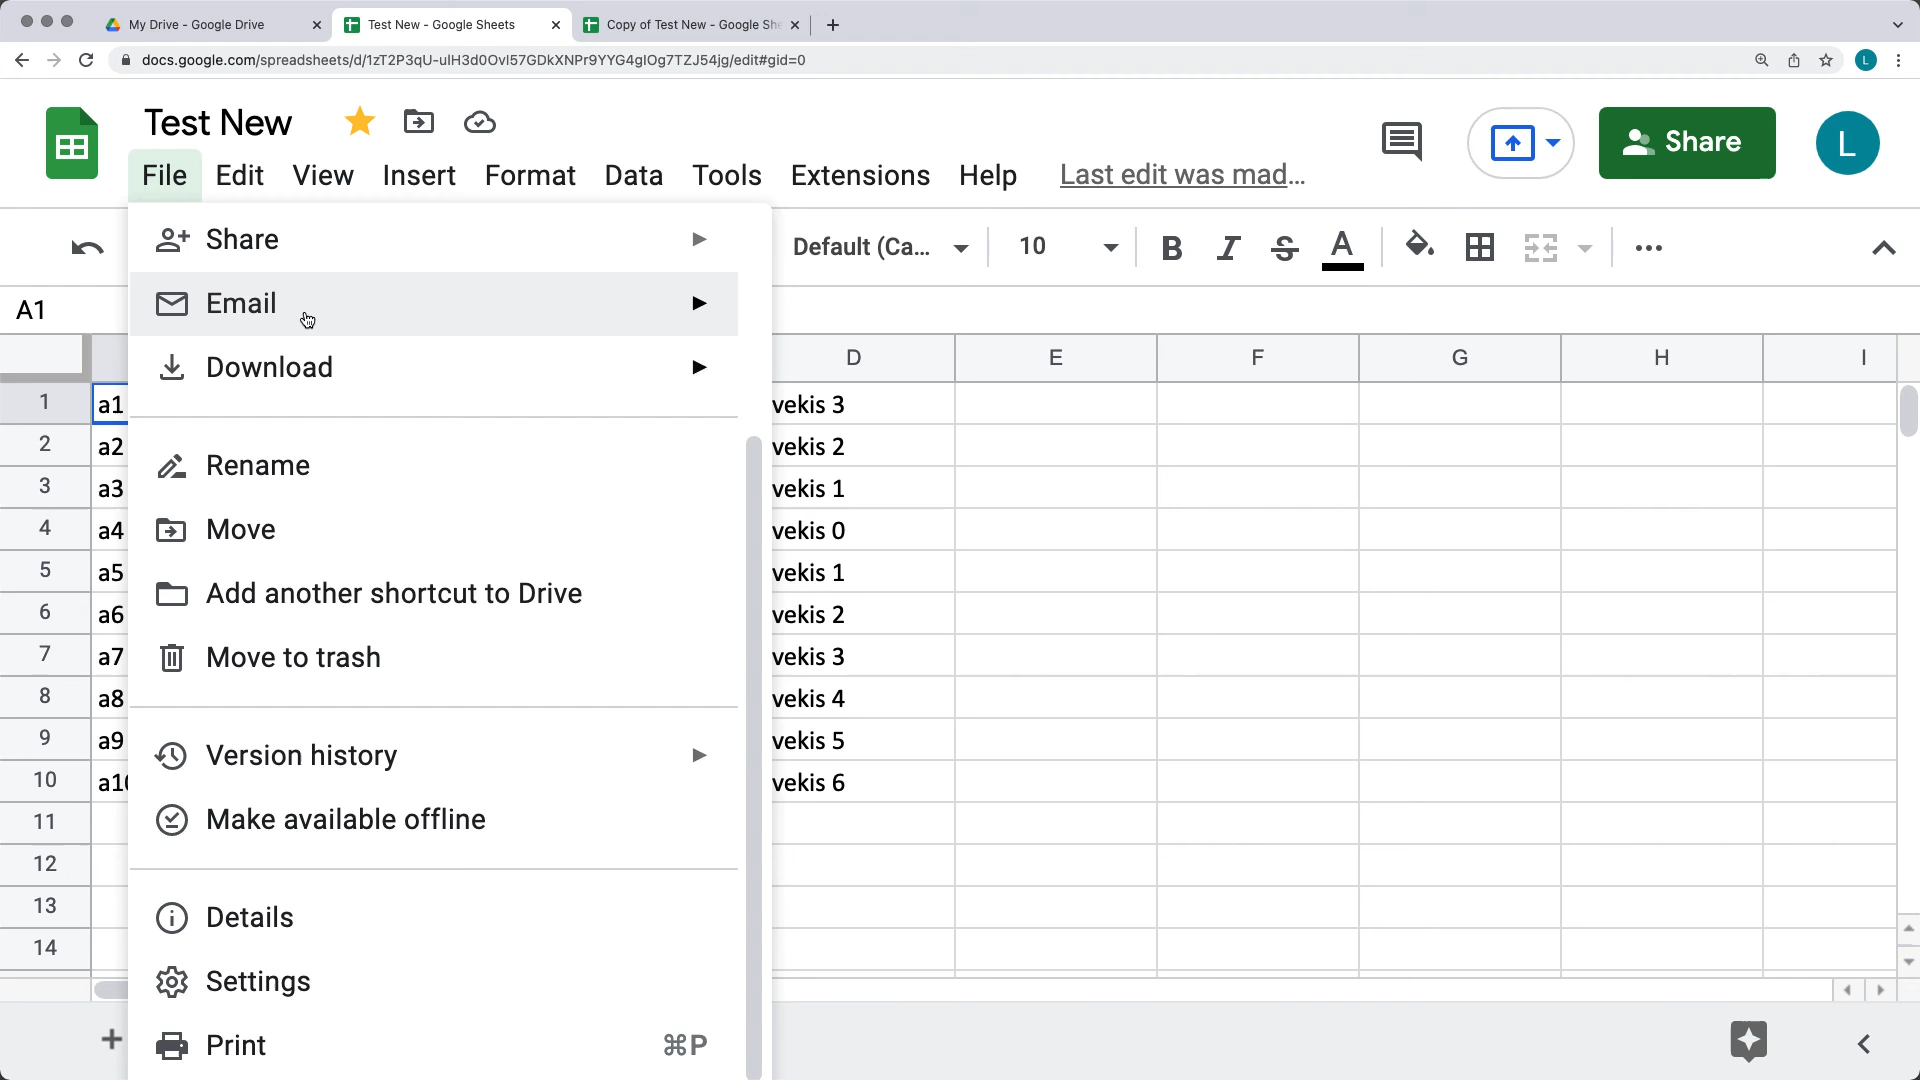 My Drive - Google Drive
Test New - Google Sheets
Copy of Test New - Google She
docs.google.com/spreadsheets/d/1zT2P3qU-uIH3d0OvI57GDkXNPr9YYG4gIOg7TZJ54jg/edit#gid=0
L
Test New
Share
L
File Edit View Insert Format Data Tools Extensions Help Last edit was mad...
Default (Ca... 10 B I S A
A1
Share
Email
Download
Rename
Move
Add another shortcut to Drive
Move to trash
Version history
Make available offline
Details
Settings
Print ⌘P
D E F G H I
1 a1 vekis 3
2 a2 vekis 2
3 a3 vekis 1
4 a4 vekis 0
5 a5 vekis 1
6 a6 vekis 2
7 a7 vekis 3
8 a8 vekis 4
9 a9 vekis 5
10 a10 vekis 6
11
12
13
14